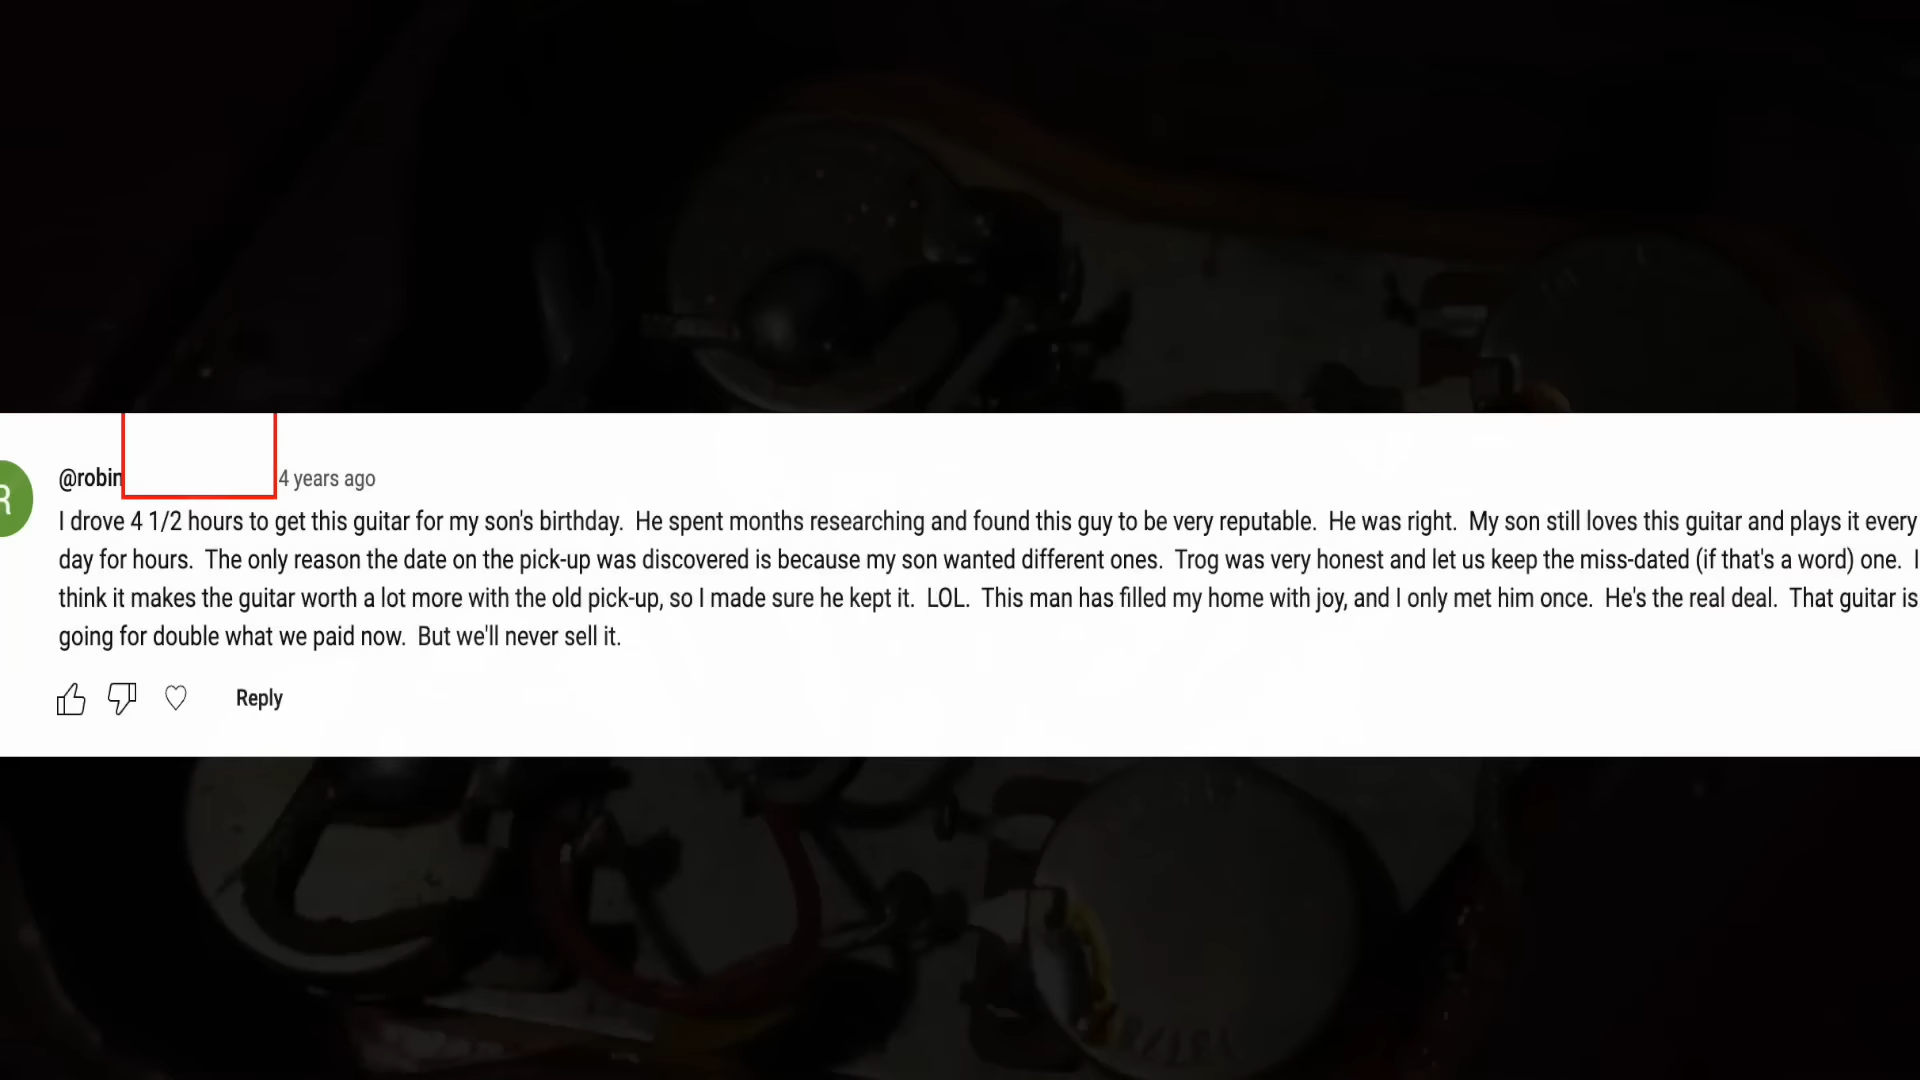 R
@robin 4 years ago
I drove 4 1/2 hours to get this guitar for my son's birthday.  He spent months researching and found this guy to be very reputable.  He was right.  My son still loves this guitar and plays it every
day for hours.  The only reason the date on the pick-up was discovered is because my son wanted different ones.  Trog was very honest and let us keep the miss-dated (if that's a word) one.  I
think it makes the guitar worth a lot more with the old pick-up, so I made sure he kept it.  LOL.  This man has filled my home with joy, and I only met him once.  He's the real deal.  That guitar is
going for double what we paid now.  But we'll never sell it.
Reply